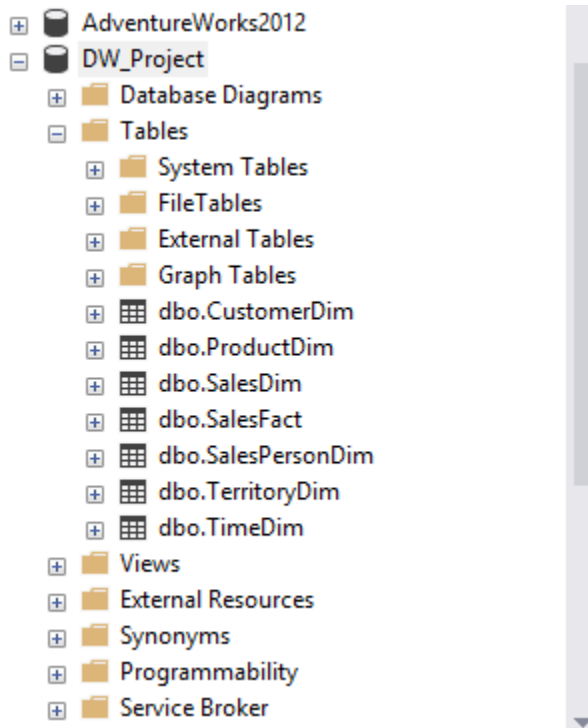 AdventureWorks2012
DW_Project
Database Diagrams
Tables
System Tables
FileTables
External Tables
Graph Tables
dbo.CustomerDim
dbo.ProductDim
dbo.SalesDim
dbo.SalesFact
dbo.SalesPersonDim
dbo.TerritoryDim
dbo.TimeDim
Views
External Resources
Synonyms
Programmability
Service Broker